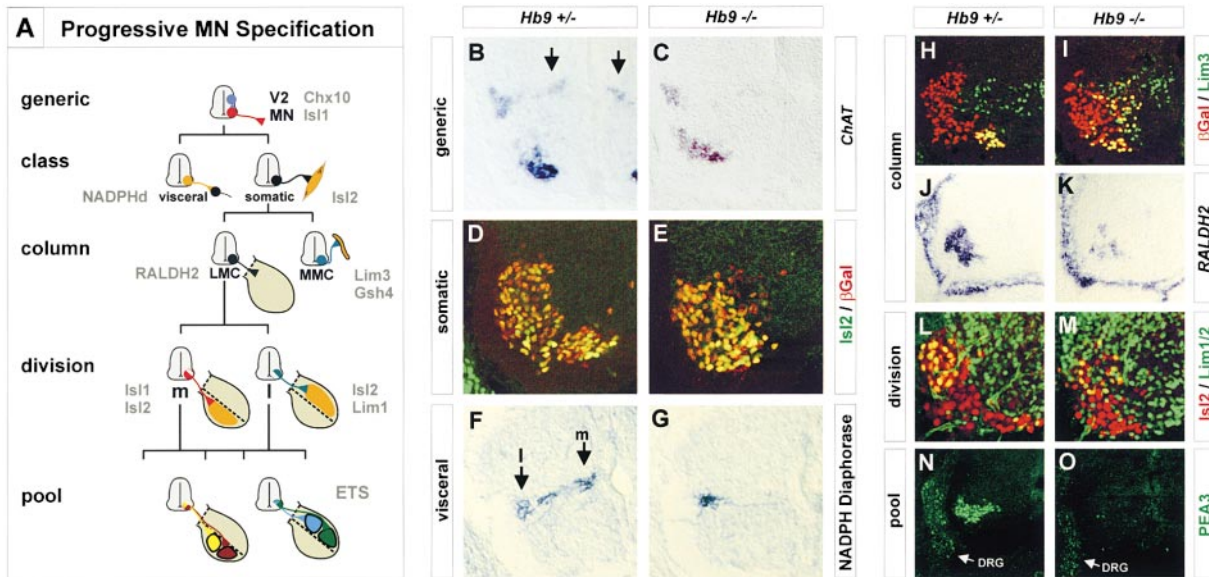 A Progressive MN Specification
generic
V2
MN
Chx10
Isl1
class
NADPHd
visceral
somatic
Isl2
column
RALDH2
LMC
MMC
Lim3
Gsh4
division
Isl1
Isl2
m
l
Isl2
Lim1
pool
ETS
Hb9 +/-
Hb9 -/-
generic
B
C
ChAT
somatic
D
E
Isl2 / βGal
visceral
F
l
m
G
NADPH Diaphorase
Hb9 +/-
Hb9 -/-
column
H
I
βGal / Lim3
J
K
RALDH2
division
L
M
Isl2 / Lim1/2
pool
N
DRG
O
DRG
PEA3